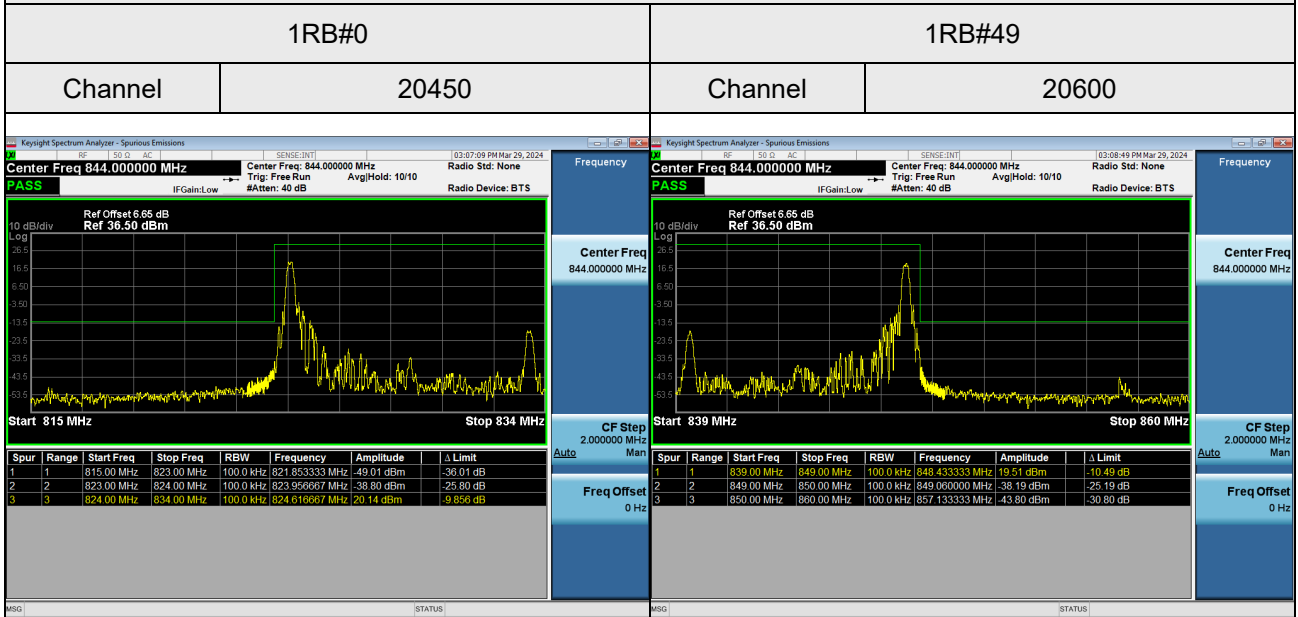 1RB#0
1RB#49
Channel
20450
Channel
20600
Keysight Spectrum Analyzer - Spurious Emissions
RF 50 Ω AC SENSE:INT 03:07:09 PM Mar 29, 2024
Center Freq 844.000000 MHz
Center Freq: 844.000000 MHz
Radio Std: None
Trig: Free Run Avg|Hold: 10/10
PASS
IFGain:Low
#Atten: 40 dB
Radio Device: BTS
Ref Offset 6.65 dB
10 dB/div Ref 36.50 dBm
Log
26.5
16.5
6.50
-3.50
-13.5
-23.5
-33.5
-43.5
-53.5
Start 815 MHz
Stop 834 MHz
Spur Range Start Freq Stop Freq RBW Frequency Amplitude Δ Limit
1 1 815.00 MHz 823.00 MHz 100.0 kHz 821.853333 MHz -49.01 dBm -36.01 dB
2 2 823.00 MHz 824.00 MHz 100.0 kHz 823.956667 MHz -38.80 dBm -25.80 dB
3 3 824.00 MHz 834.00 MHz 100.0 kHz 824.616667 MHz 20.14 dBm -9.856 dB
MSG
STATUS
Frequency
Center Freq
844.000000 MHz
CF Step
2.000000 MHz
Auto Man
Freq Offset
0 Hz
Keysight Spectrum Analyzer - Spurious Emissions
RF 50 Ω AC SENSE:INT 03:08:49 PM Mar 29, 2024
Center Freq 844.000000 MHz
Center Freq: 844.000000 MHz
Radio Std: None
Trig: Free Run Avg|Hold: 10/10
PASS
IFGain:Low
#Atten: 40 dB
Radio Device: BTS
Ref Offset 6.65 dB
10 dB/div Ref 36.50 dBm
Log
26.5
16.5
6.50
-3.50
-13.5
-23.5
-33.5
-43.5
-53.5
Start 839 MHz
Stop 860 MHz
Spur Range Start Freq Stop Freq RBW Frequency Amplitude Δ Limit
1 1 839.00 MHz 849.00 MHz 100.0 kHz 848.433333 MHz 19.51 dBm -10.49 dB
2 2 849.00 MHz 850.00 MHz 100.0 kHz 849.060000 MHz -38.19 dBm -25.19 dB
3 3 850.00 MHz 860.00 MHz 100.0 kHz 857.133333 MHz -43.80 dBm -30.80 dB
MSG
STATUS
Frequency
Center Freq
844.000000 MHz
CF Step
2.000000 MHz
Auto Man
Freq Offset
0 Hz